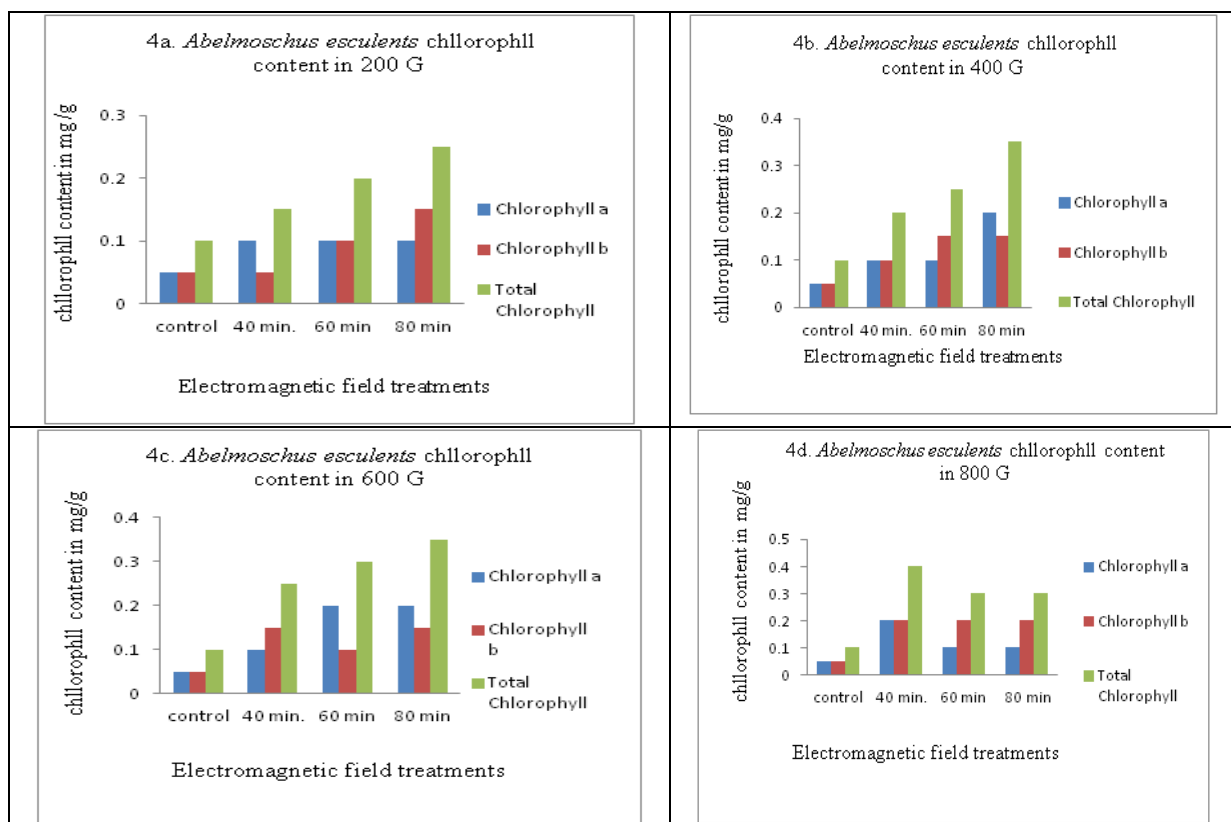 4a. Abelmoschus esculents chllorophll
content in 200 G
chllorophll content in mg/g
0.3
0.2
0.1
0
control 40 min. 60 min 80 min
Chlorophyll a
Chlorophyll b
Total
Chlorophyll
Electromagnetic field treatments
4b. Abelmoschus esculents chllorophll
content in 400 G
chllorophll content in mg/g
0.4
0.3
0.2
0.1
0
control 40 min. 60 min 80 min
Chlorophyll a
Chlorophyll b
Total Chlorophyll
Electromagnetic field treatments
4c. Abelmoschus esculents chllorophll
content in 600 G
chllorophll content in mg/g
0.4
0.3
0.2
0.1
0
control 40 min. 60 min 80 min
Chlorophyll a
Chlorophyll
b
Total
Chlorophyll
Electromagnetic field treatments
4d. Abelmoschus esculents chllorophll content
in 800 G
chllorophll content in mg/g
0.5
0.4
0.3
0.2
0.1
0
control 40 min. 60 min 80 min
Chlorophyll a
Chlorophyll b
Total
Chlorophyll
Electromagnetic field treatments